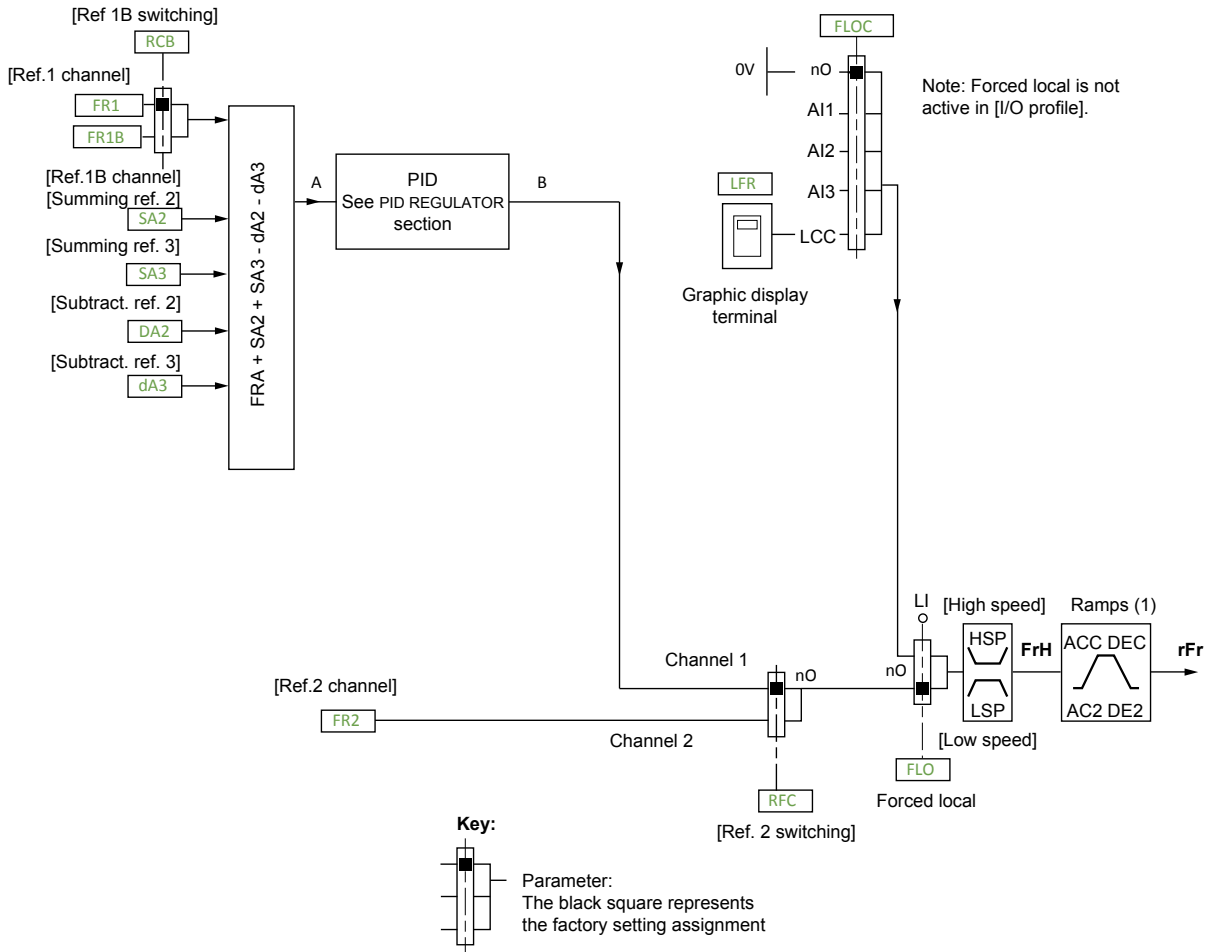 [Ref 1B switching]
RCB
[Ref.1 channel]
FR1
FR1B
[Ref.1B channel]
[Summing ref. 2]
SA2
[Summing ref. 3]
SA3
[Subtract. ref. 2]
DA2
[Subtract. ref. 3]
dA3
FRA + SA2 + SA3 - dA2 - dA3
A
PID
See PID REGULATOR
section
B
FLOC
0V
nO
AI1
AI2
AI3
LCC
LFR
Graphic display
terminal
Note: Forced local is not
active in [I/O profile].
Channel 1
nO
[Ref.2 channel]
FR2
Channel 2
RFC
[Ref. 2 switching]
LI
nO
FLO
Forced local
[High speed]
HSP
LSP
[Low speed]
FrH
Ramps (1)
ACC DEC
AC2 DE2
rFr
Key:
Parameter:
The black square represents
the factory setting assignment